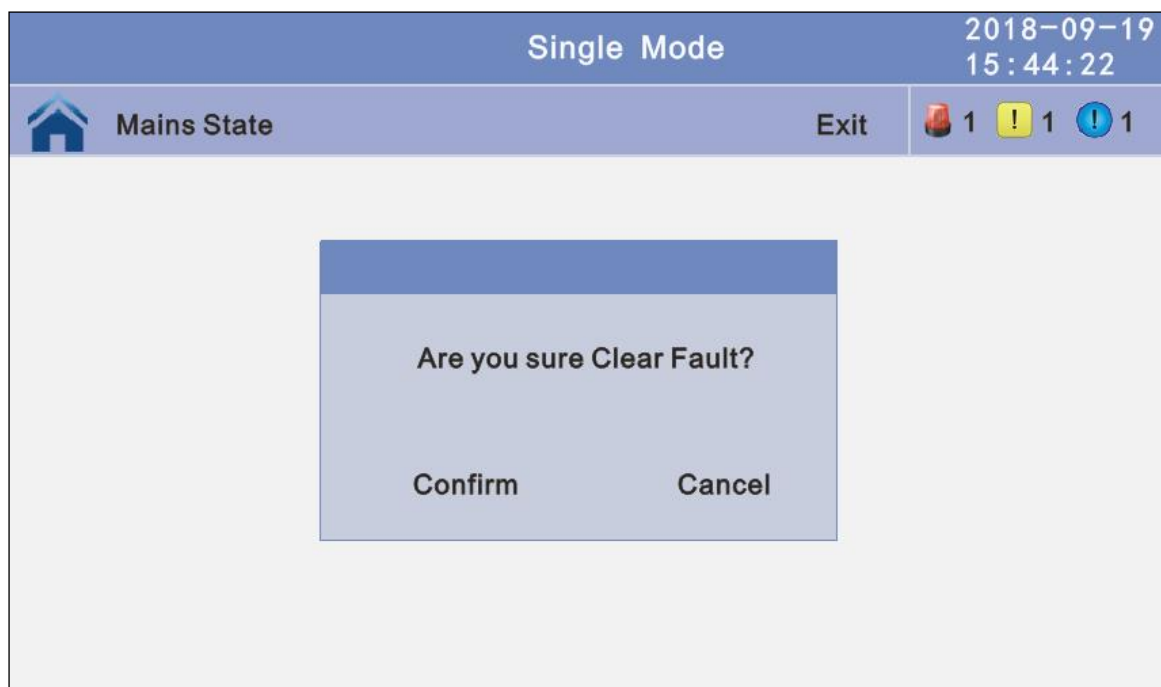 Single Mode
2018-09-19
15:44:22
Mains State
Exit
1
! 1
! 1
Are you sure Clear Fault?
Confirm
Cancel